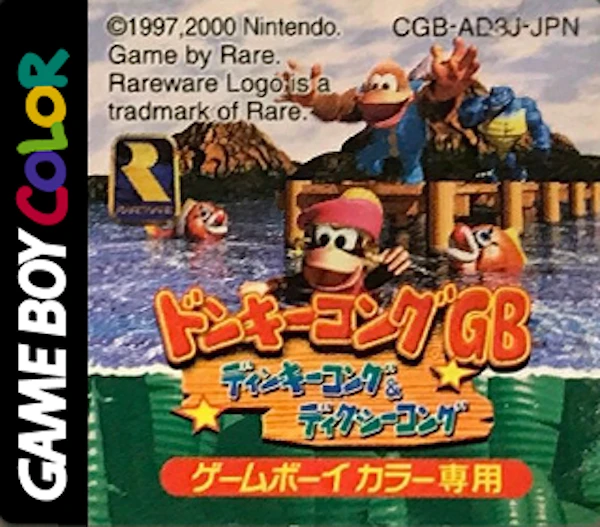 ©1997,2000 Nintendo.
CGB-AD3J-JPN
Game by Rare.
Rareware Logo is a
trademark of Rare.
R
RAREWARE
GAME BOY COLOR
ドンキーコングGB
ディンキーコング&
ディクシーコング
ゲームボーイカラー専用